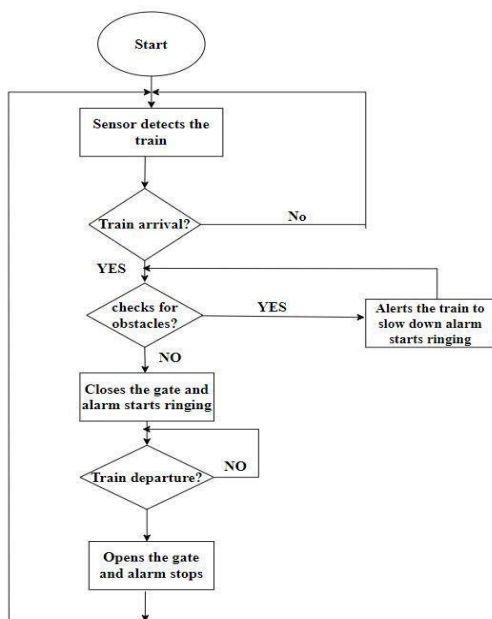 Start
Sensor detects the
train
Train arrival?
No
YES
checks for
obstacles?
YES
Alerts the train to
slow down alarm
starts ringing
NO
Closes the gate and
alarm starts ringing
Train departure?
NO
Opens the gate
and alarm stops